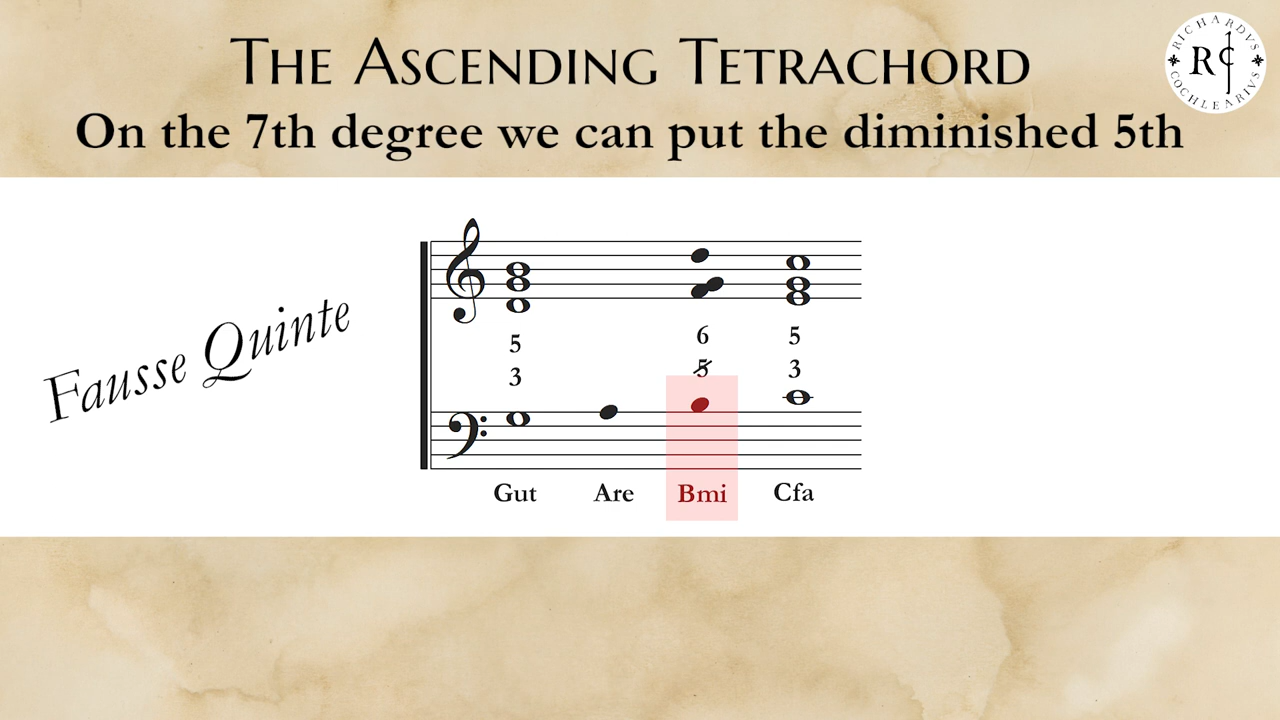 THE ASCENDING TETRACHORD
RICHARDVS
RC
COCHLEARIVS
On the 7th degree we can put the diminished 5th
Fausse Quinte
5 6 5
3 5 3
Gut Are Bmi Cfa